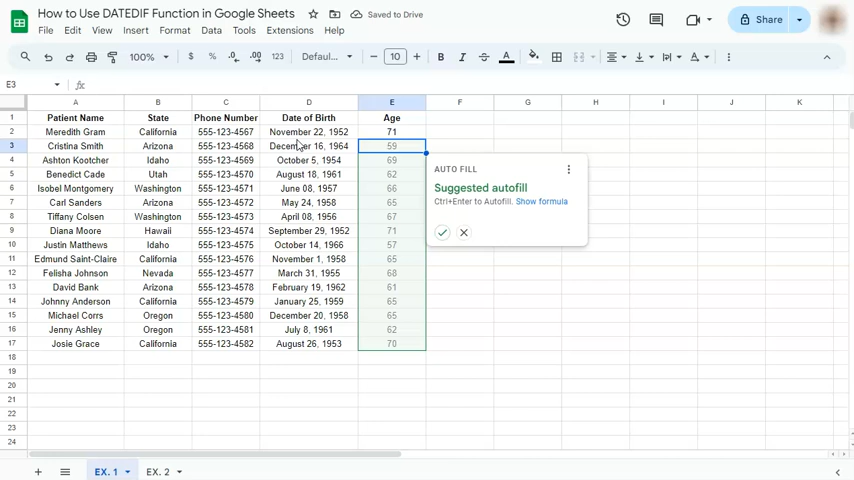 How to Use DATEDIF Function in Google Sheets Saved to Drive
File Edit View Insert Format Data Tools Extensions Help
Share
100% $ % .0 .00 123 Defaul... − 10 + B I S A
E3 fx
A B C D E F G H I J K
1 Patient Name State Phone Number Date of Birth Age
2 Meredith Gram California 555-123-4567 November 22, 1952 71
3 Cristina Smith Arizona 555-123-4568 December 16, 1964 59
4 Ashton Kootcher Idaho 555-123-4569 October 5, 1954 69
5 Benedict Cade Utah 555-123-4570 August 18, 1961 62
6 Isobel Montgomery Washington 555-123-4571 June 08, 1957 66
7 Carl Sanders Arizona 555-123-4572 May 24, 1958 65
8 Tiffany Colsen Washington 555-123-4573 April 08, 1956 67
9 Diana Moore Hawaii 555-123-4574 September 29, 1952 71
10 Justin Matthews Idaho 555-123-4575 October 14, 1966 57
11 Edmund Saint-Claire California 555-123-4576 November 1, 1958 65
12 Felisha Johnson Nevada 555-123-4577 March 31, 1955 68
13 David Bank Arizona 555-123-4578 February 19, 1962 61
14 Johnny Anderson California 555-123-4579 January 25, 1959 65
15 Michael Corrs Oregon 555-123-4580 December 20, 1958 65
16 Jenny Ashley Oregon 555-123-4581 July 8, 1961 62
17 Josie Grace California 555-123-4582 August 26, 1953 70
18
19
20
21
22
23
24
AUTO FILL
Suggested autofill
Ctrl+Enter to Autofill. Show formula
+ EX. 1 EX. 2